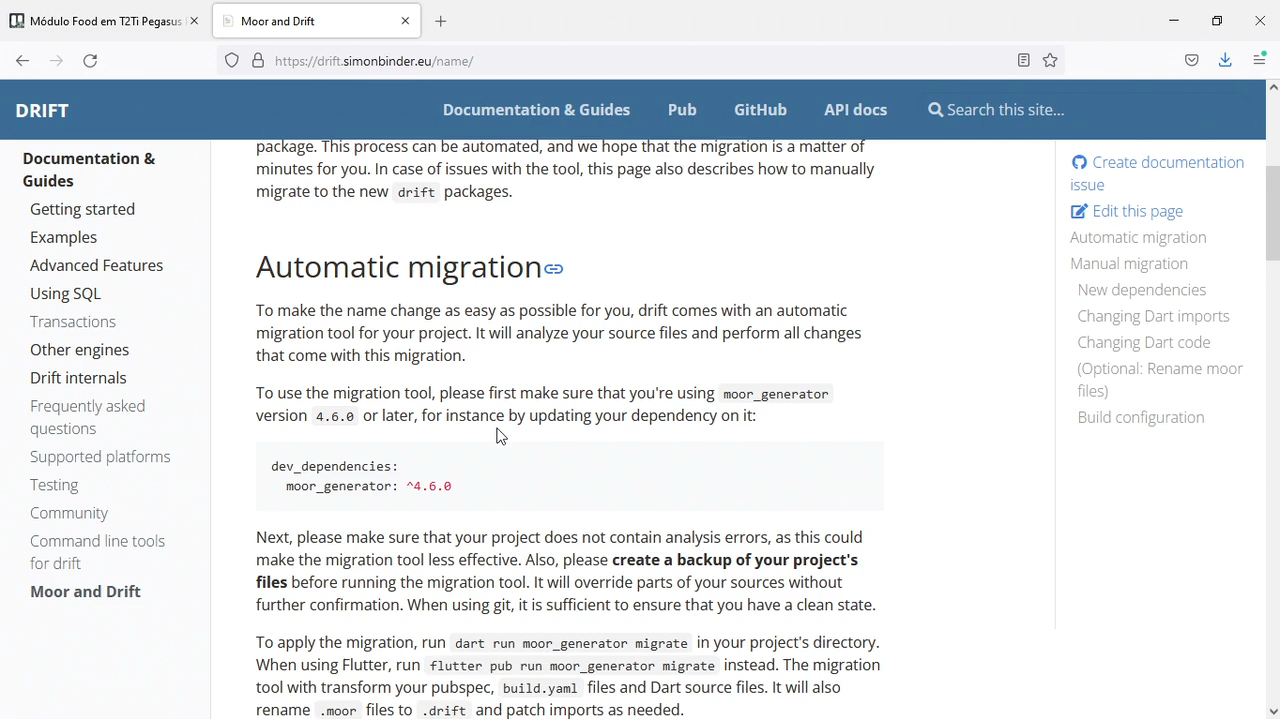 Módulo Food em T2Ti Pegasus
Moor and Drift
https://drift.simonbinder.eu/name/
DRIFT
Documentation & Guides
Pub
GitHub
API docs
Search this site...
Documentation &
Guides
Getting started
Examples
Advanced Features
Using SQL
Transactions
Other engines
Drift internals
Frequently asked
questions
Supported platforms
Testing
Community
Command line tools
for drift
Moor and Drift
package. This process can be automated, and we hope that the migration is a matter of
minutes for you. In case of issues with the tool, this page also describes how to manually
migrate to the new drift packages.
Automatic migration
To make the name change as easy as possible for you, drift comes with an automatic
migration tool for your project. It will analyze your source files and perform all changes
that come with this migration.
To use the migration tool, please first make sure that you're using moor_generator
version 4.6.0 or later, for instance by updating your dependency on it:
dev_dependencies:
moor_generator: ^4.6.0
Next, please make sure that your project does not contain analysis errors, as this could
make the migration tool less effective. Also, please create a backup of your project's
files before running the migration tool. It will override parts of your sources without
further confirmation. When using git, it is sufficient to ensure that you have a clean state.
To apply the migration, run dart run moor_generator migrate in your project's directory.
When using Flutter, run flutter pub run moor_generator migrate instead. The migration
tool with transform your pubspec, build.yaml files and Dart source files. It will also
rename .moor files to .drift and patch imports as needed.
Create documentation
issue
Edit this page
Automatic migration
Manual migration
New dependencies
Changing Dart imports
Changing Dart code
(Optional: Rename moor
files)
Build configuration